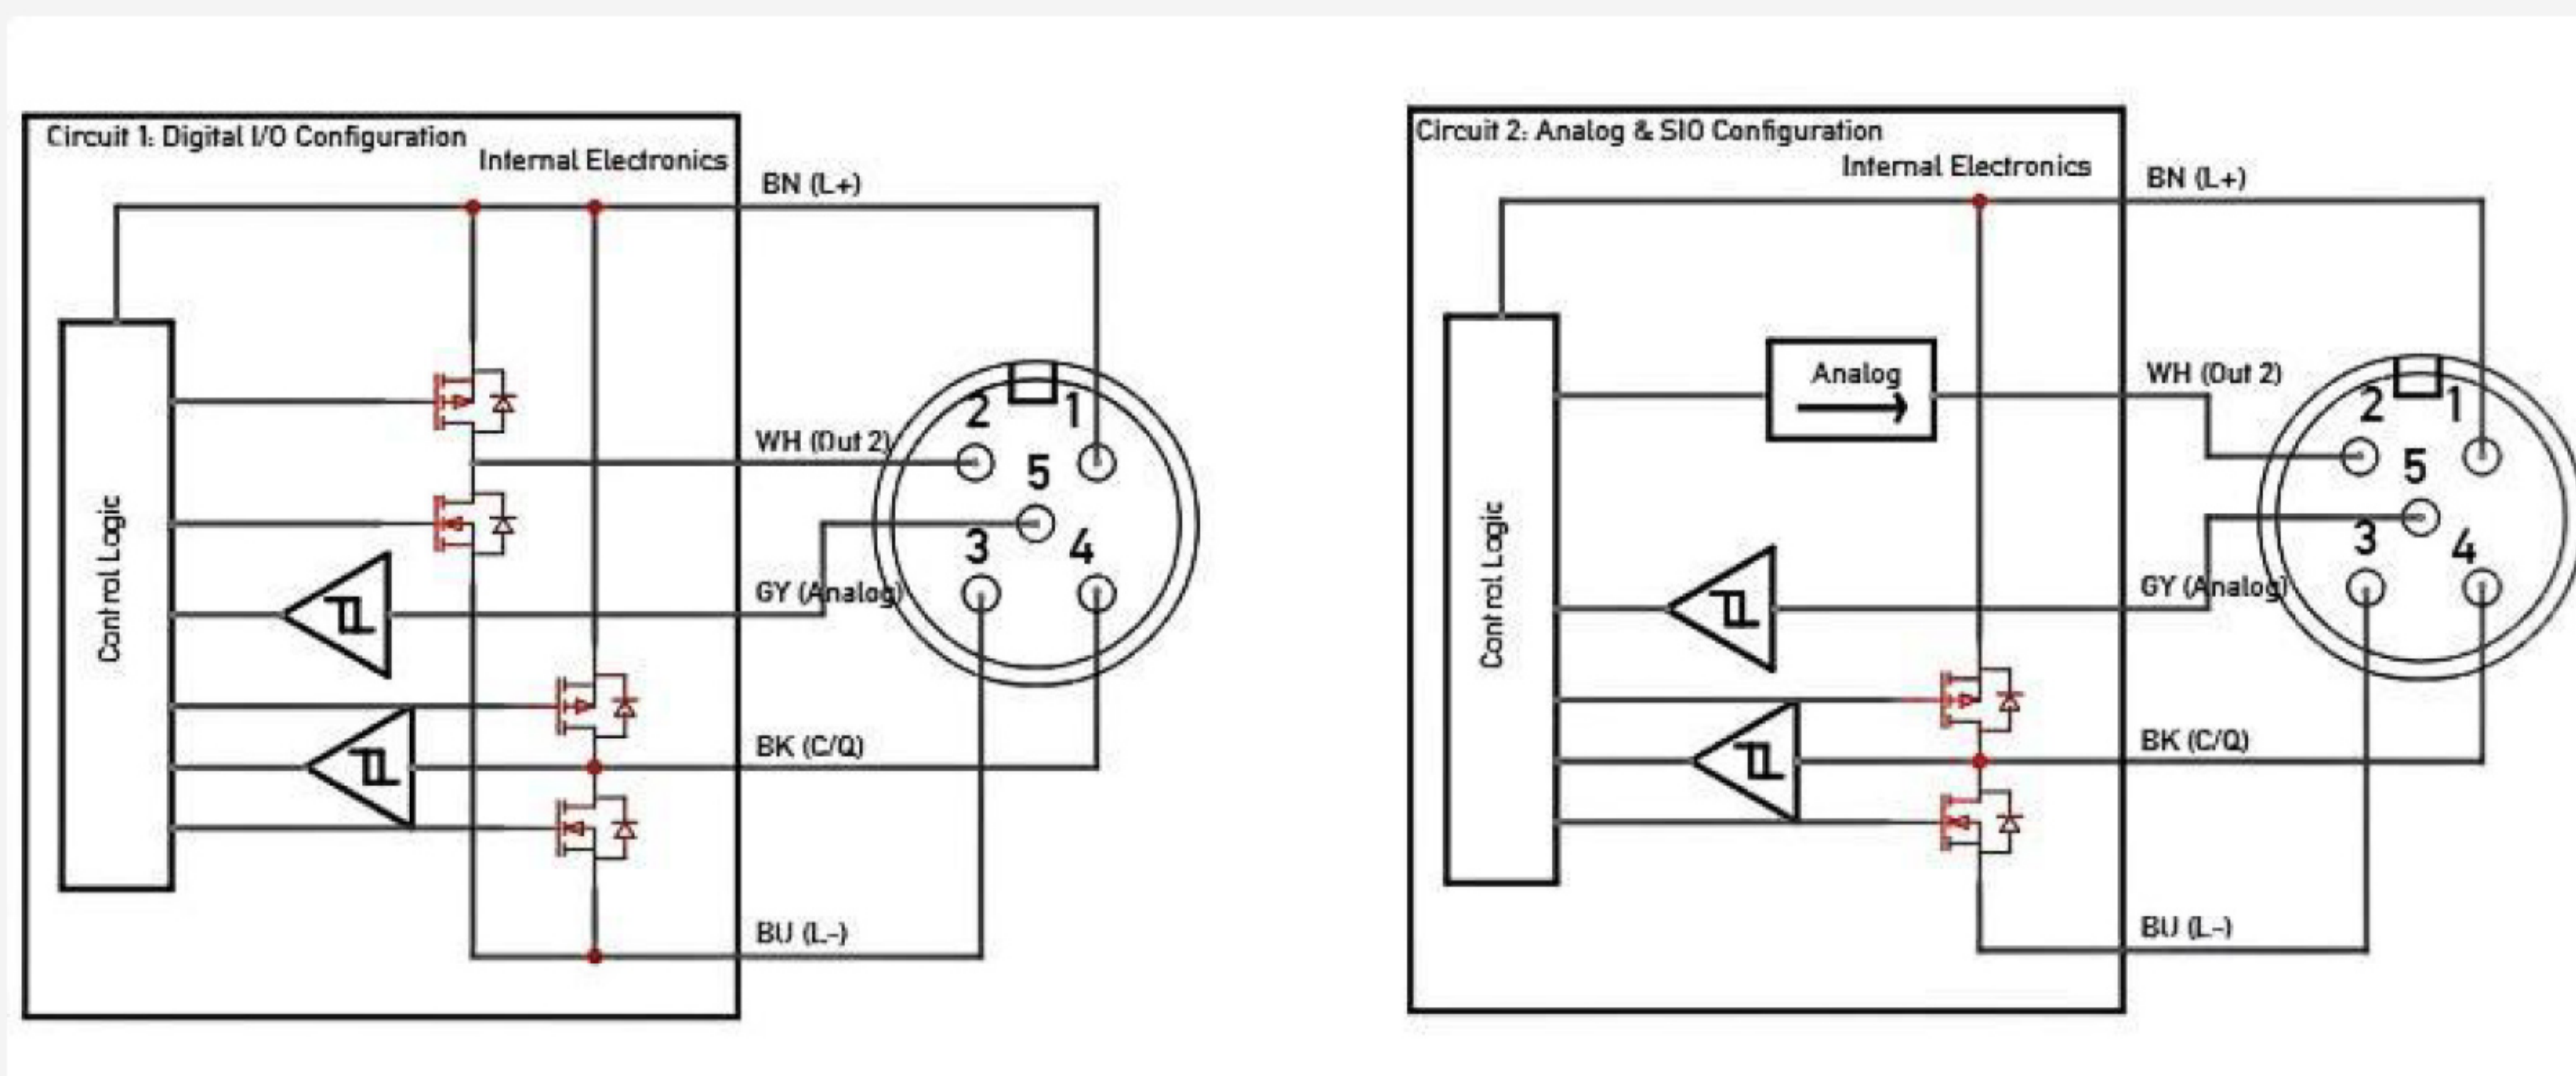 Circuit 1: Digital I/O Configuration
Internal Electronics
BN (L+)
Control Logic
WH (Out 2)
GY (Analog)
BK (C/Q)
BU (L-)
2
1
5
3
4
Circuit 2: Analog & SIO Configuration
Internal Electronics
BN (L+)
Control Logic
Analog
WH (Out 2)
GY (Analog)
BK (C/Q)
BU (L-)
2
1
5
3
4